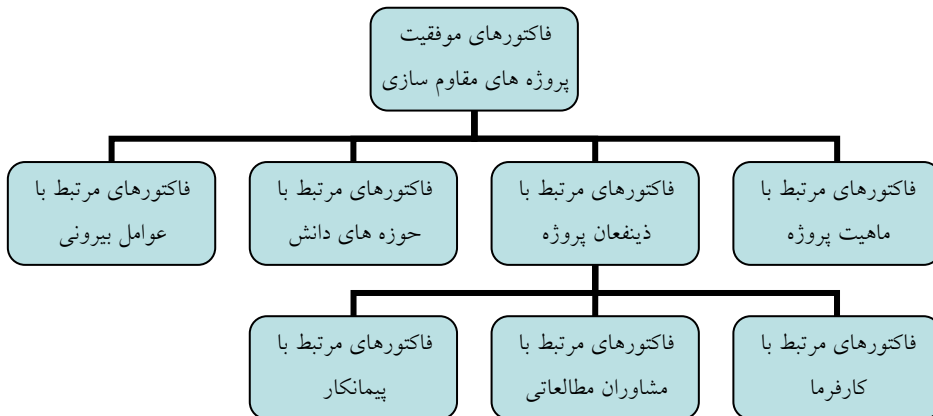 فاکتورهای موفقیت
پروژه های مقاوم سازی
فاکتورهای مرتبط با
ماهیت پروژه
فاکتورهای مرتبط با
ذینفعان پروژه
فاکتورهای مرتبط با
حوزه های دانش
فاکتورهای مرتبط با
عوامل بیرونی
فاکتورهای مرتبط با
کارفرما
فاکتورهای مرتبط با
مشاوران مطالعاتی
فاکتورهای مرتبط با
پیمانکار